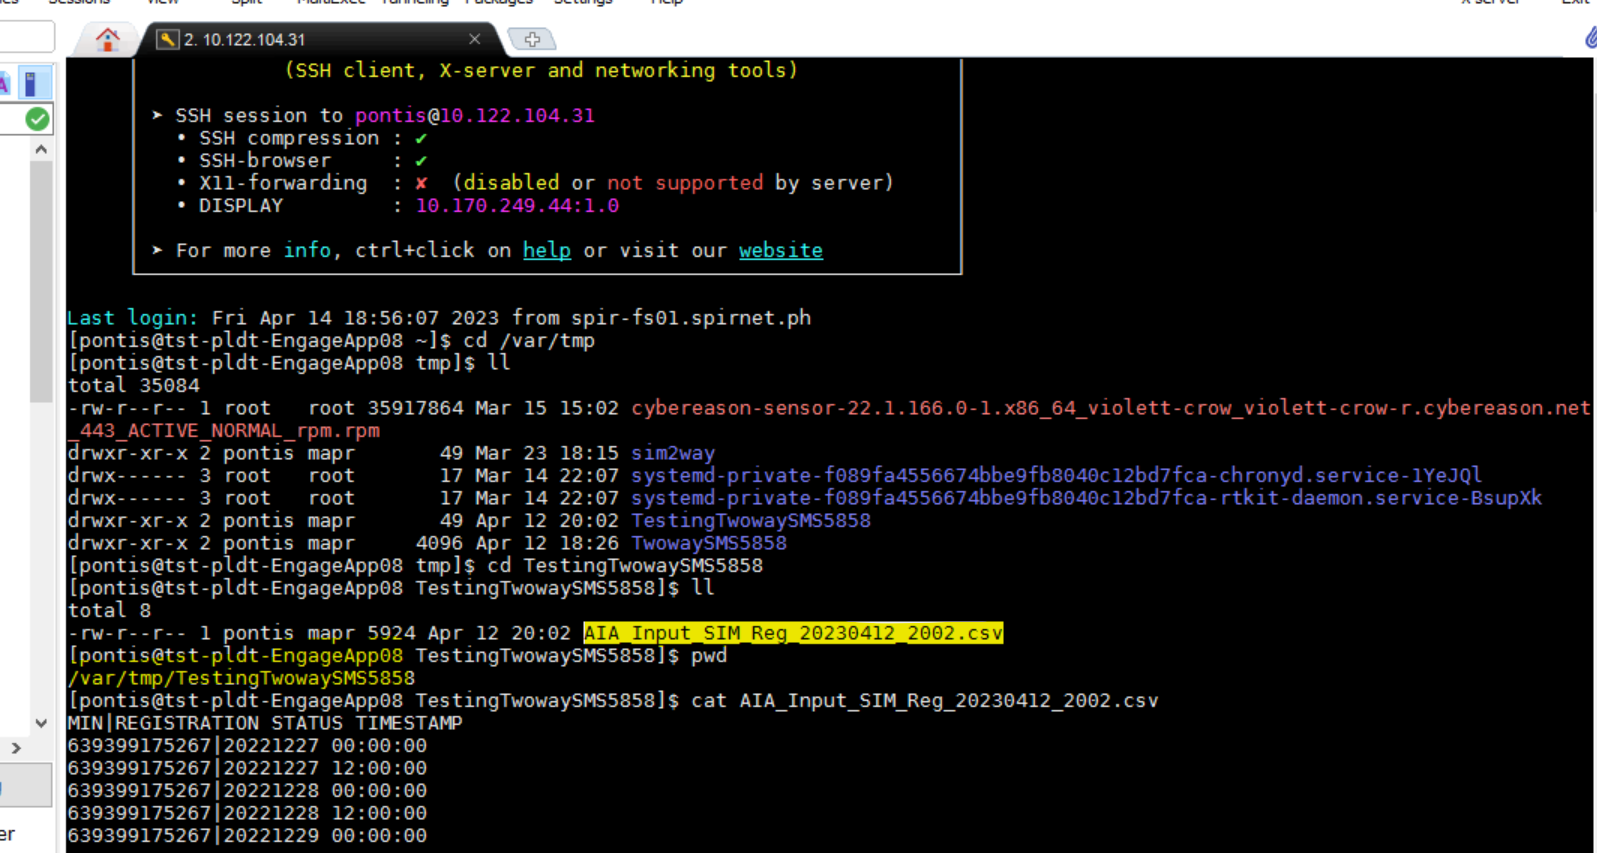 Sessions View Split MultiExec Tunneling Packages Settings Help X server Exit
2. 10.122.104.31
(SSH client, X-server and networking tools)
➤ SSH session to pontis@10.122.104.31
• SSH compression : ✔
• SSH-browser : ✔
• X11-forwarding : ✘ (disabled or not supported by server)
• DISPLAY : 10.170.249.44:1.0
➤ For more info, ctrl+click on help or visit our website
Last login: Fri Apr 14 18:56:07 2023 from spir-fs01.spirnet.ph
[pontis@tst-pldt-EngageApp08 ~]$ cd /var/tmp
[pontis@tst-pldt-EngageApp08 tmp]$ ll
total 35084
-rw-r--r-- 1 root root 35917864 Mar 15 15:02 cybereason-sensor-22.1.166.0-1.x86_64_violett-crow_violett-crow-r.cybereason.net
_443_ACTIVE_NORMAL_rpm.rpm
drwxr-xr-x 2 pontis mapr 49 Mar 23 18:15 sim2way
drwx------ 3 root root 17 Mar 14 22:07 systemd-private-f089fa4556674bbe9fb8040c12bd7fca-chronyd.service-1YeJQl
drwx------ 3 root root 17 Mar 14 22:07 systemd-private-f089fa4556674bbe9fb8040c12bd7fca-rtkit-daemon.service-BsupXk
drwxr-xr-x 2 pontis mapr 49 Apr 12 20:02 TestingTwowaySMS5858
drwxr-xr-x 2 pontis mapr 4096 Apr 12 18:26 TwowaySMS5858
[pontis@tst-pldt-EngageApp08 tmp]$ cd TestingTwowaySMS5858
[pontis@tst-pldt-EngageApp08 TestingTwowaySMS5858]$ ll
total 8
-rw-r--r-- 1 pontis mapr 5924 Apr 12 20:02 AIA_Input_SIM_Reg_20230412_2002.csv
[pontis@tst-pldt-EngageApp08 TestingTwowaySMS5858]$ pwd
/var/tmp/TestingTwowaySMS5858
[pontis@tst-pldt-EngageApp08 TestingTwowaySMS5858]$ cat AIA_Input_SIM_Reg_20230412_2002.csv
MIN|REGISTRATION STATUS TIMESTAMP
639399175267|20221227 00:00:00
639399175267|20221227 12:00:00
639399175267|20221228 00:00:00
639399175267|20221228 12:00:00
639399175267|20221229 00:00:00